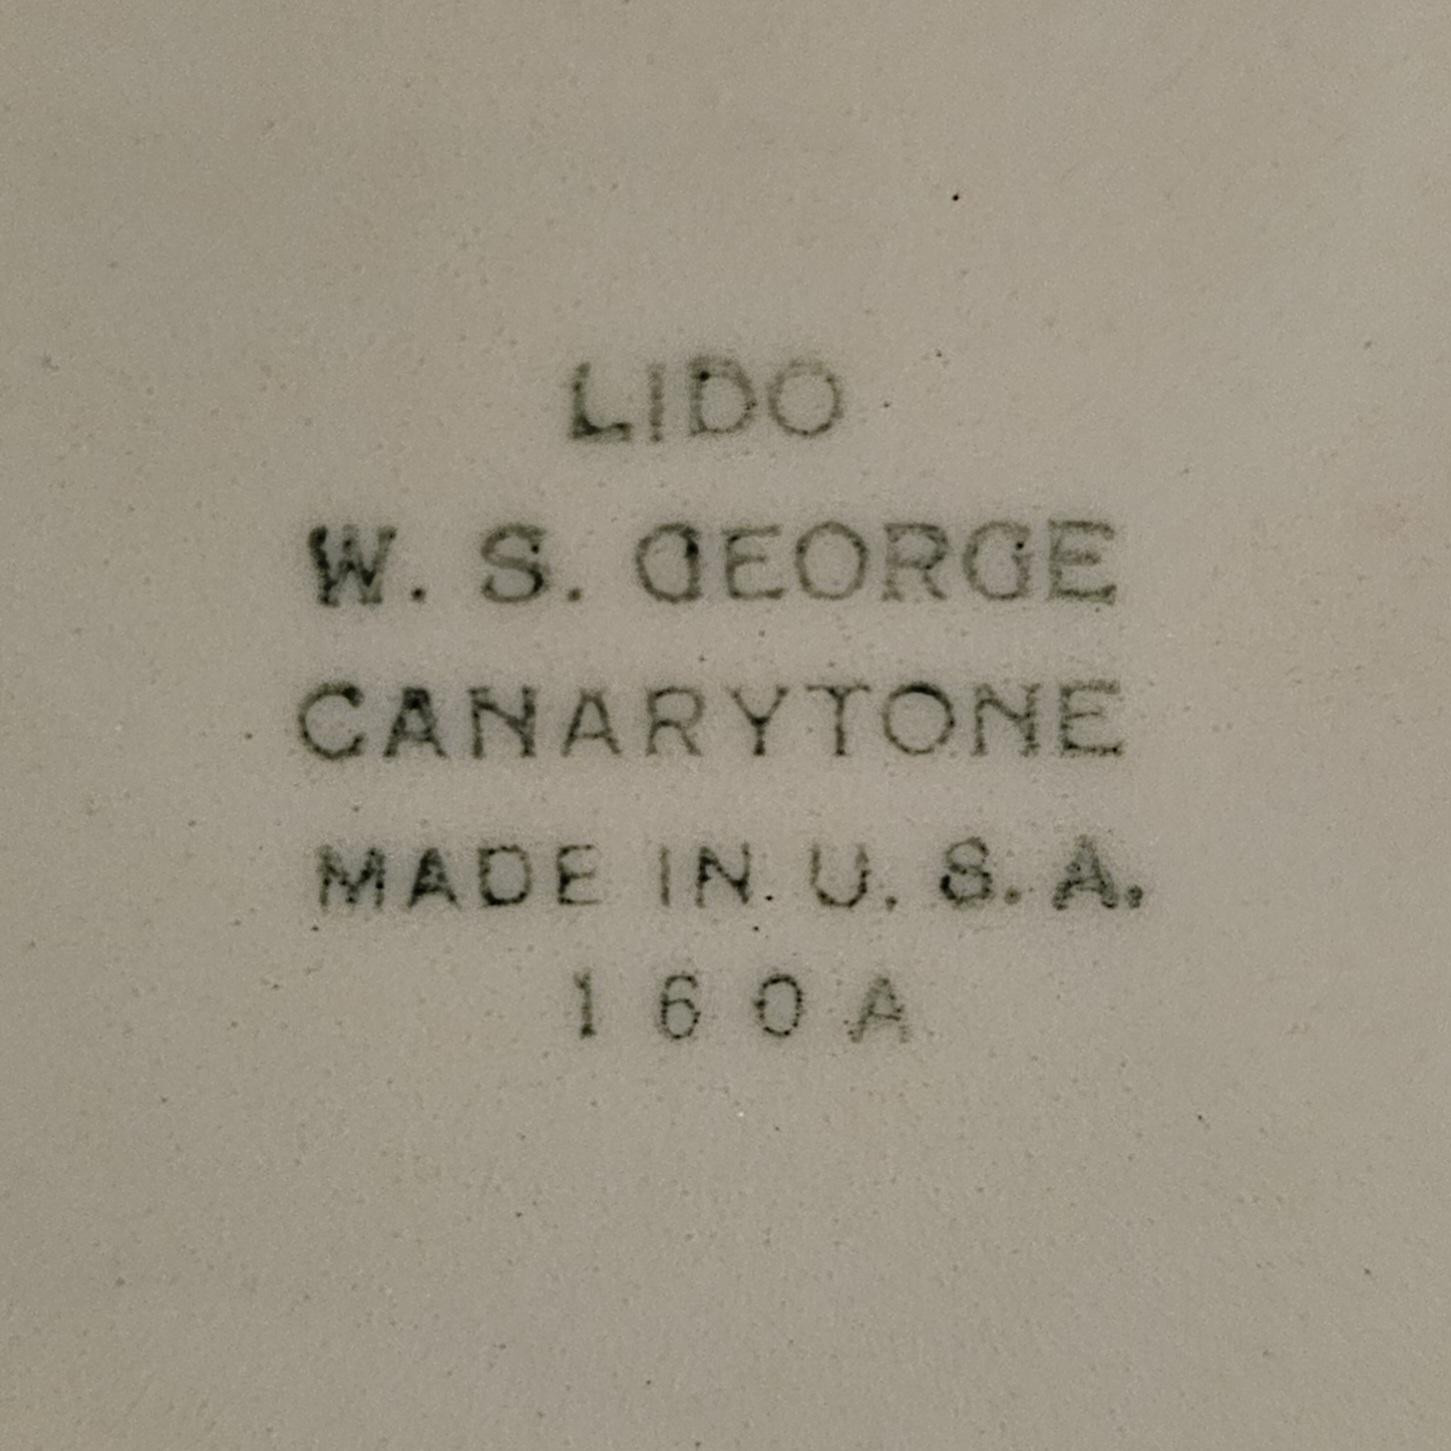 LIDO
W. S. GEORGE
CANARYTONE
MADE IN U. S. A.
160A